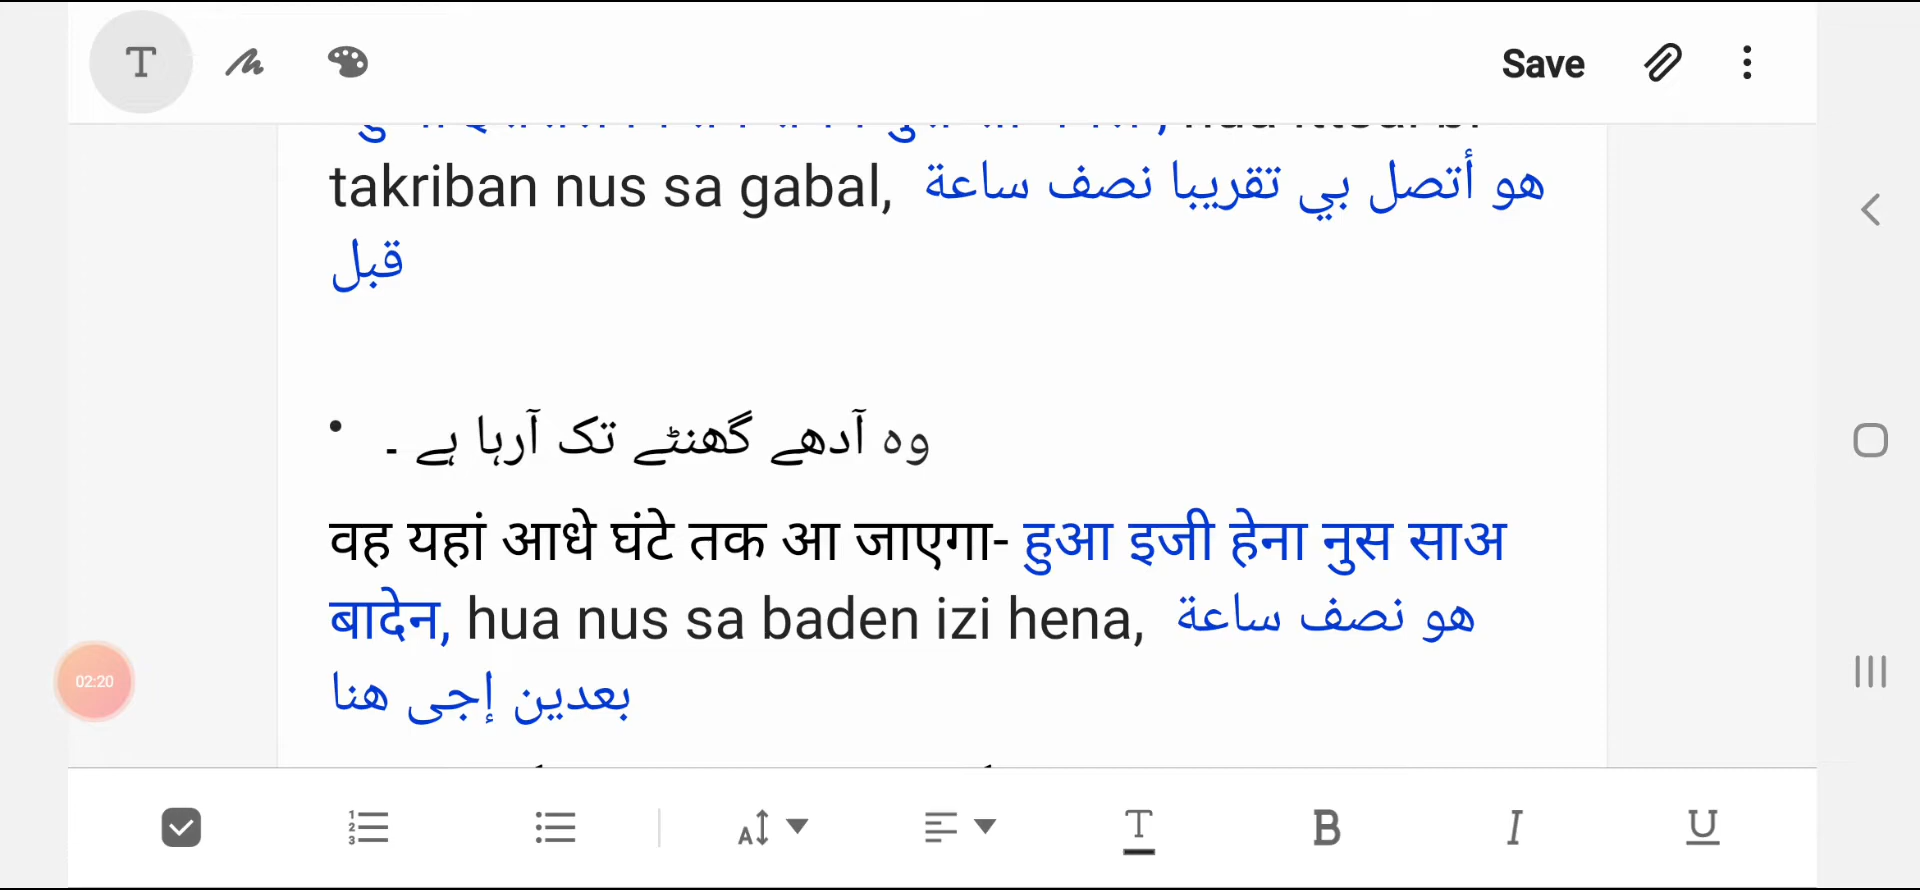 Save
takriban nus sa gabal, هو أتصل بي تقريبا نصف ساعة
قبل
• وہ آدھے گھنٹے تک آرہا ہے ۔
वह यहां आधे घंटे तक आ जाएगा- हुआ इजी हेना नुस साअ
बादेन, hua nus sa baden izi hena, هو نصف ساعة
بعدين إجى هنا
02:20